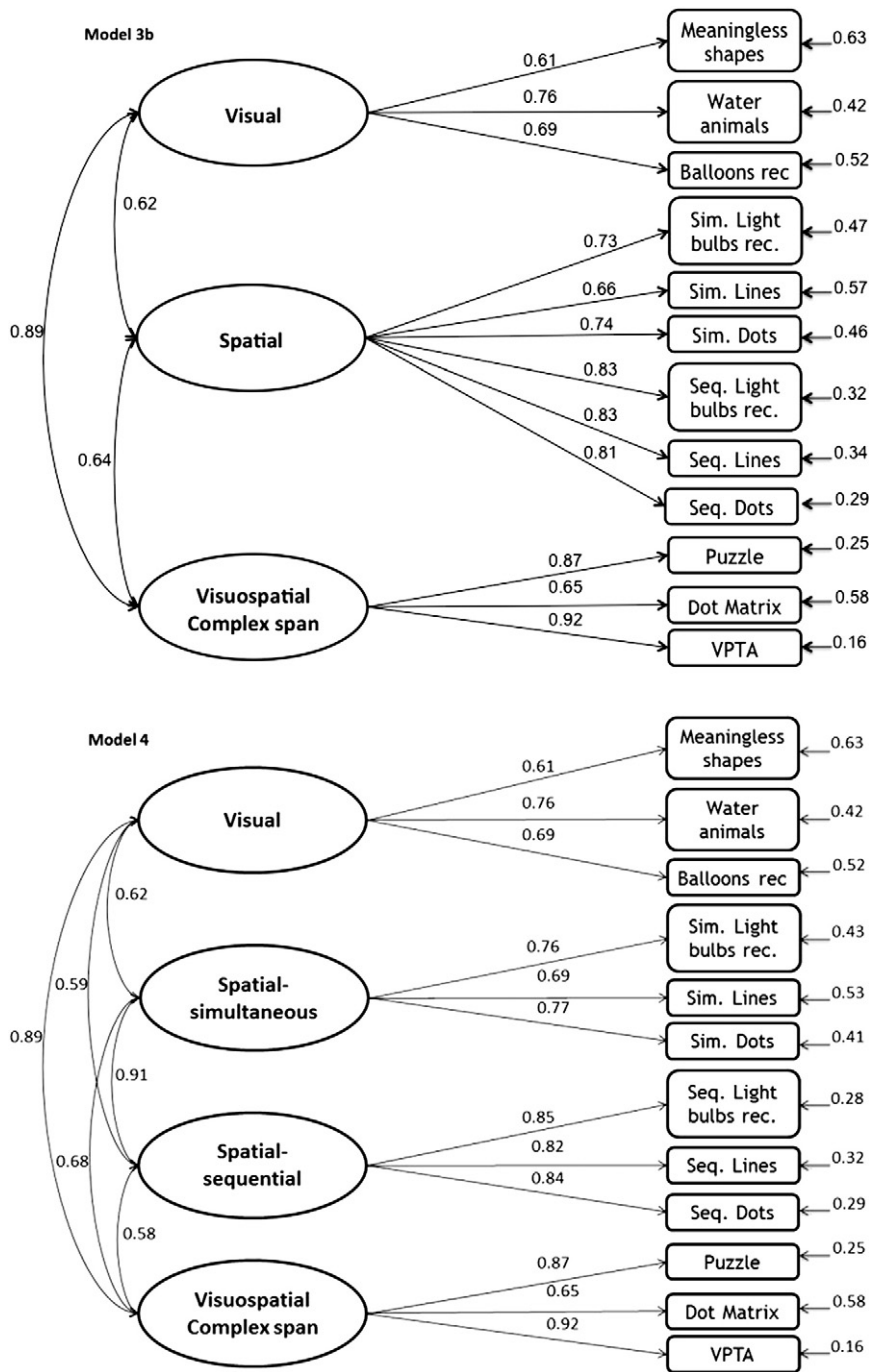 Model 3b
Visual
Spatial
Visuospatial
Complex span
0.89
0.62
0.64
0.61
0.76
0.69
0.73
0.66
0.74
0.83
0.83
0.81
0.87
0.65
0.92
Meaningless
shapes
0.63
Water
animals
0.42
Balloons rec
0.52
Sim. Light
bulbs rec.
0.47
Sim. Lines
0.57
Sim. Dots
0.46
Seq. Light
bulbs rec.
0.32
Seq. Lines
0.34
Seq. Dots
0.29
Puzzle
0.25
Dot Matrix
0.58
VPTA
0.16
Model 4
Visual
Spatial-
simultaneous
Spatial-
sequential
Visuospatial
Complex span
0.89
0.62
0.59
0.91
0.68
0.58
0.61
0.76
0.69
0.76
0.69
0.77
0.85
0.82
0.84
0.87
0.65
0.92
Meaningless
shapes
0.63
Water
animals
0.42
Balloons rec
0.52
Sim. Light
bulbs rec.
0.43
Sim. Lines
0.53
Sim. Dots
0.41
Seq. Light
bulbs rec.
0.28
Seq. Lines
0.32
Seq. Dots
0.29
Puzzle
0.25
Dot Matrix
0.58
VPTA
0.16